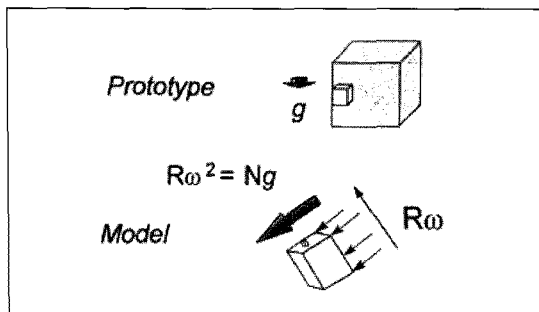 Prototype
g
Rω² = Ng
Model
Rω